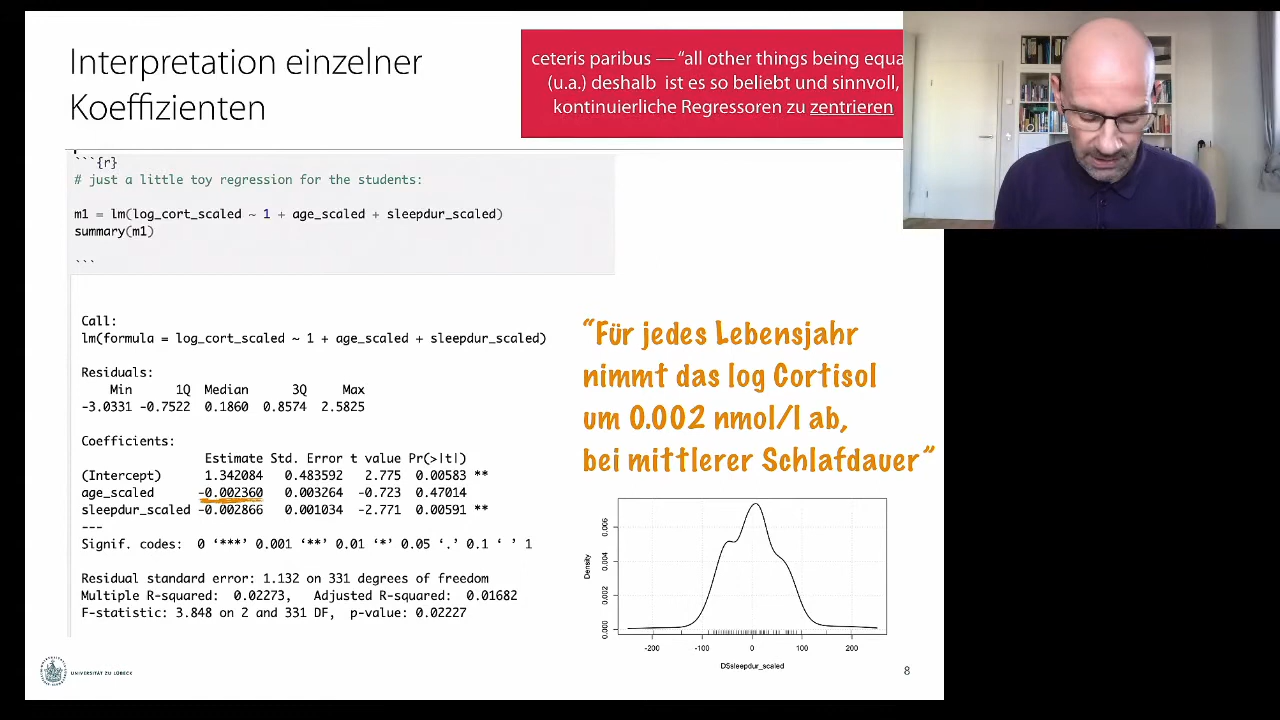 Interpretation einzelner
Koeffizienten
ceteris paribus — “all other things being equa
(u.a.) deshalb ist es so beliebt und sinnvoll,
kontinuierliche Regressoren zu zentrieren
```{r}
# just a little toy regression for the students:
m1 = lm(log_cort_scaled ~ 1 + age_scaled + sleepdur_scaled)
summary(m1)
```
Call:
lm(formula = log_cort_scaled ~ 1 + age_scaled + sleepdur_scaled)
Residuals:
Min 1Q Median 3Q Max
-3.0331 -0.7522 0.1860 0.8574 2.5825
Coefficients:
Estimate Std. Error t value Pr(>|t|)
(Intercept) 1.342084 0.483592 2.775 0.00583 **
age_scaled -0.002360 0.003264 -0.723 0.47014
sleepdur_scaled -0.002866 0.001034 -2.771 0.00591 **
---
Signif. codes: 0 ‘***’ 0.001 ‘**’ 0.01 ‘*’ 0.05 ‘.’ 0.1 ‘ ’ 1
Residual standard error: 1.132 on 331 degrees of freedom
Multiple R-squared: 0.02273, Adjusted R-squared: 0.01682
F-statistic: 3.848 on 2 and 331 DF, p-value: 0.02227
“Für jedes Lebensjahr
nimmt das log Cortisol
um 0.002 nmol/l ab,
bei mittlerer Schlafdauer”
Density
0.000 0.002 0.004 0.006
-200 -100 0 100 200
DSsleepdur_scaled
UNIVERSITÄT ZU LÜBECK
8